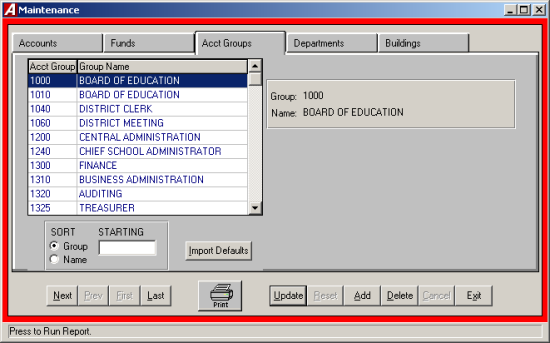 A Maintenance
Accounts Funds Acct Groups Departments Buildings
Acct Group Group Name
1000 BOARD OF EDUCATION
1010 BOARD OF EDUCATION
1040 DISTRICT CLERK
1060 DISTRICT MEETING
1200 CENTRAL ADMINISTRATION
1240 CHIEF SCHOOL ADMINISTRATOR
1300 FINANCE
1310 BUSINESS ADMINISTRATION
1320 AUDITING
1325 TREASURER
Group: 1000
Name: BOARD OF EDUCATION
SORT STARTING
Group
Name
Import Defaults
Next Prev First Last Print Update Reset Add Delete Cancel Exit
Press to Run Report.